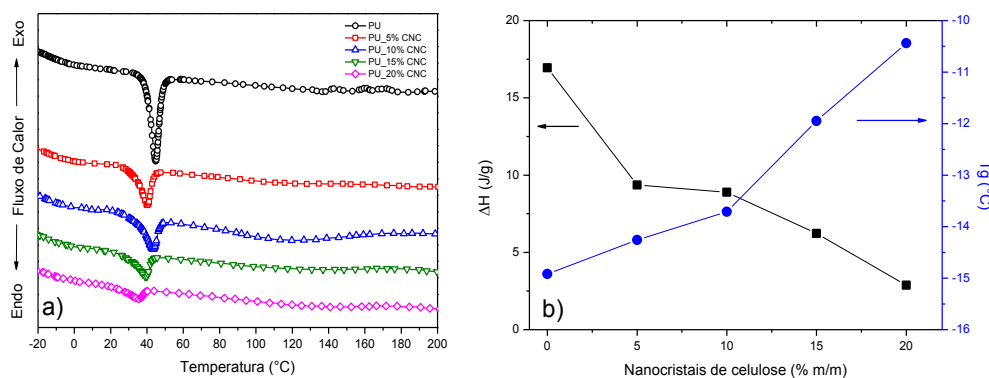 Exo
Fluxo de Calor
Endo
PU
PU_5% CNC
PU_10% CNC
PU_15% CNC
PU_20% CNC
a)
-20 0 20 40 60 80 100 120 140 160 180 200
Temperatura (°C)
20
15
10
5
0
ΔH (J/g)
b)
-10
-11
-12
-13
-14
-15
-16
Tg (°C)
0 5 10 15 20
Nanocristais de celulose (% m/m)